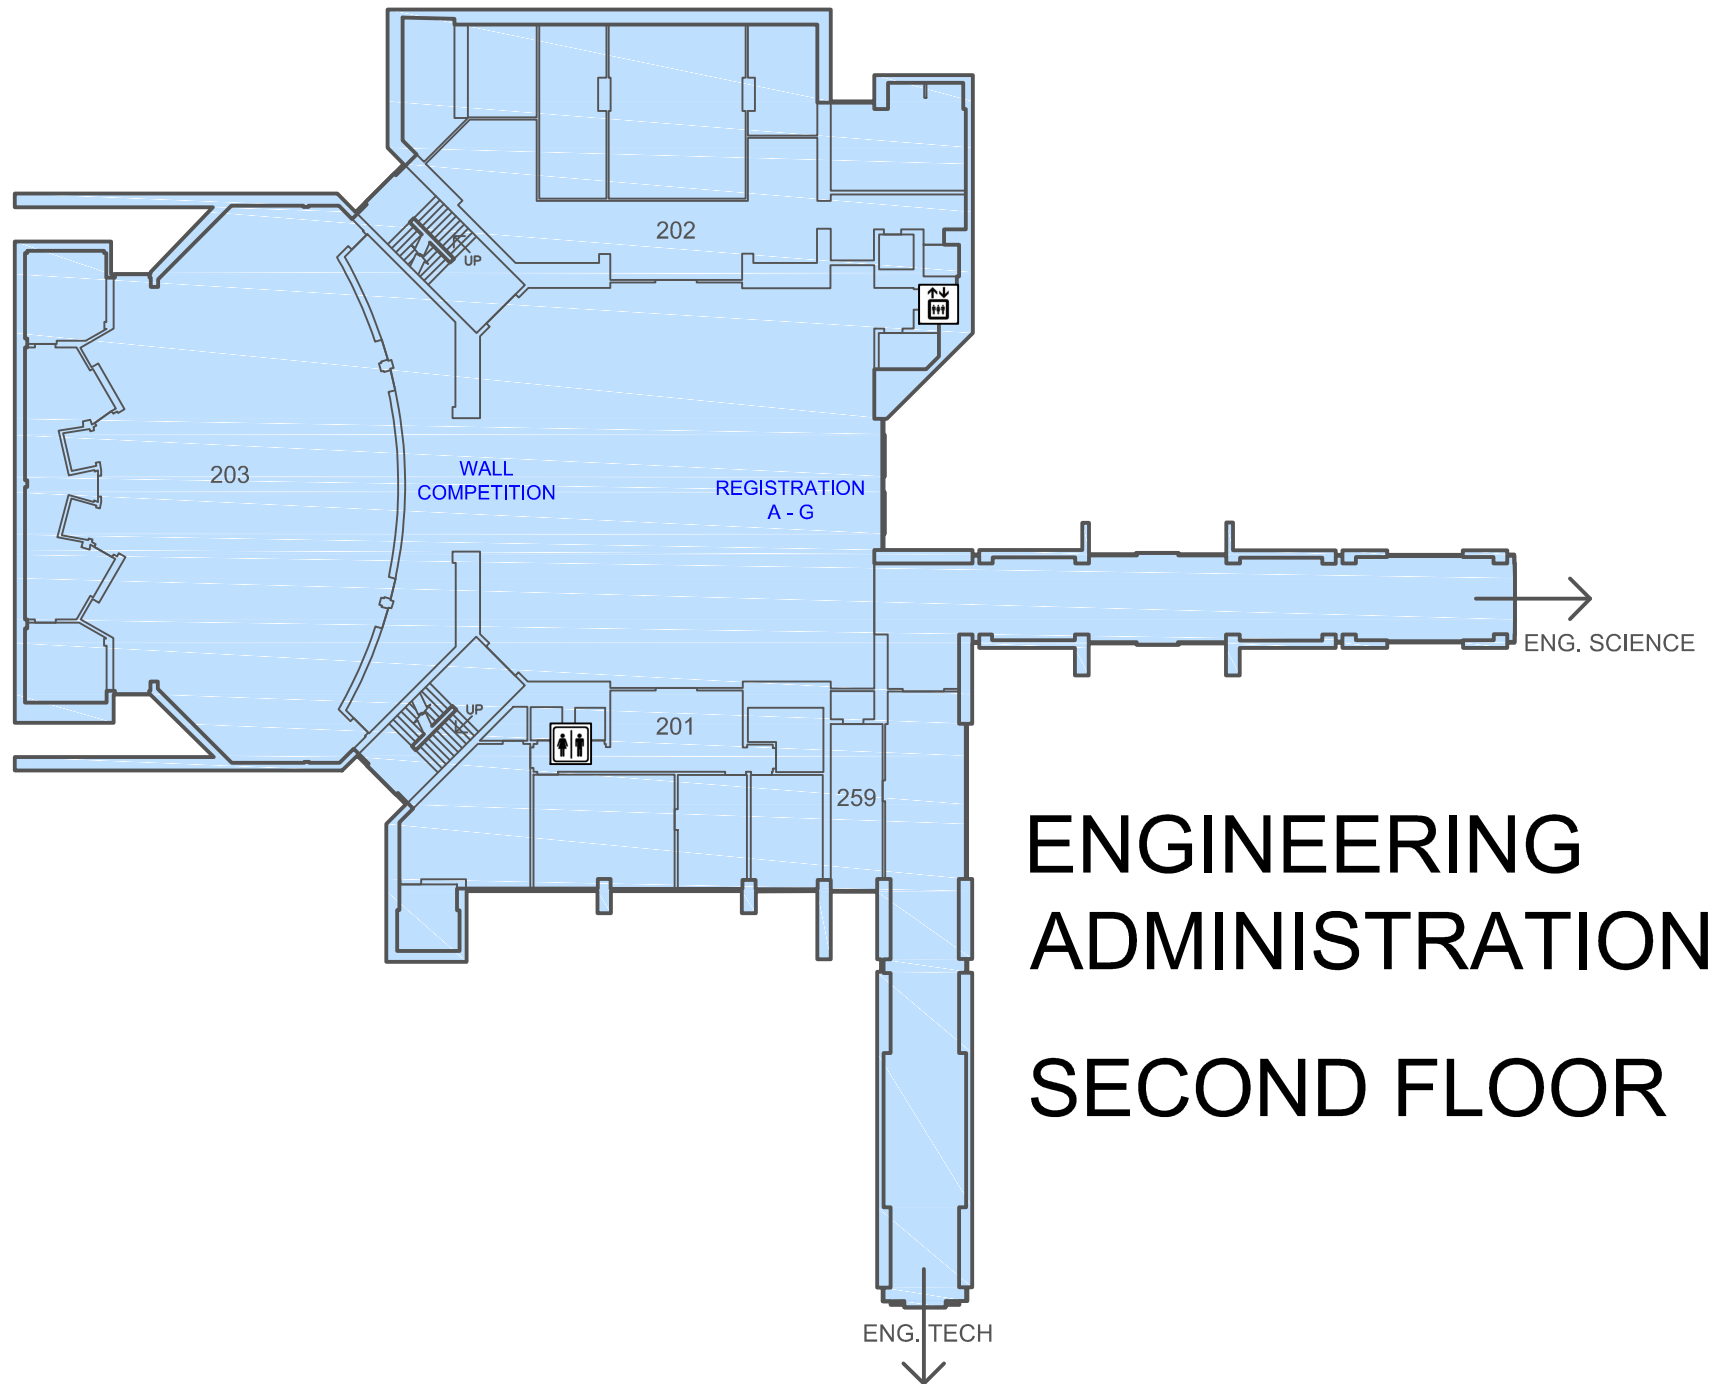 202
UP
203
WALL
COMPETITION
REGISTRATION
A - G
ENG. SCIENCE
UP
201
259
ENGINEERING
ADMINISTRATION
SECOND FLOOR
ENG. TECH